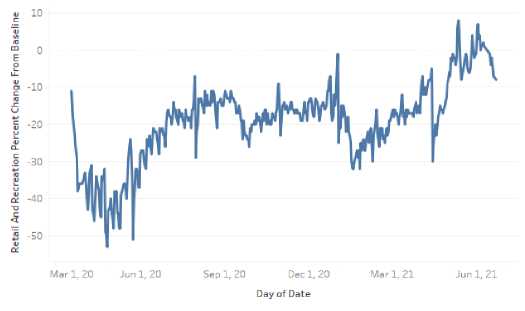 Retail And Recreation Percent Change From Baseline
10
0
-10
-20
-30
-40
-50
Mar 1, 20 Jun 1, 20 Sep 1, 20 Dec 1, 20 Mar 1, 21 Jun 1, 21
Day of Date